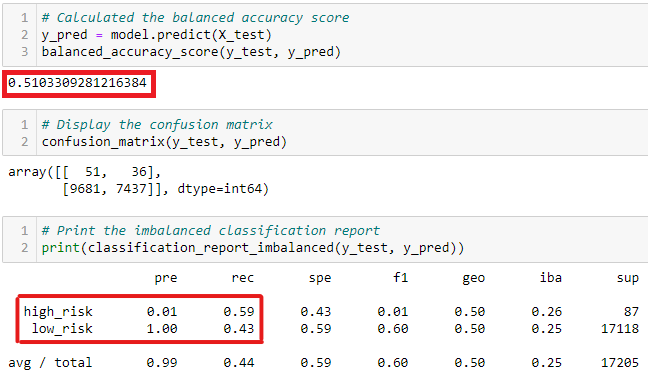 1 # Calculated the balanced accuracy score
2 y_pred = model.predict(X_test)
3 balanced_accuracy_score(y_test, y_pred)
0.5103309281216384
1 # Display the confusion matrix
2 confusion_matrix(y_test, y_pred)
array([[ 51, 36],
[9681, 7437]], dtype=int64)
1 # Print the imbalanced classification report
2 print(classification_report_imbalanced(y_test, y_pred))
pre rec spe f1 geo iba sup
high_risk 0.01 0.59 0.43 0.01 0.50 0.26 87
low_risk 1.00 0.43 0.59 0.60 0.50 0.25 17118
avg / total 0.99 0.44 0.59 0.60 0.50 0.25 17205